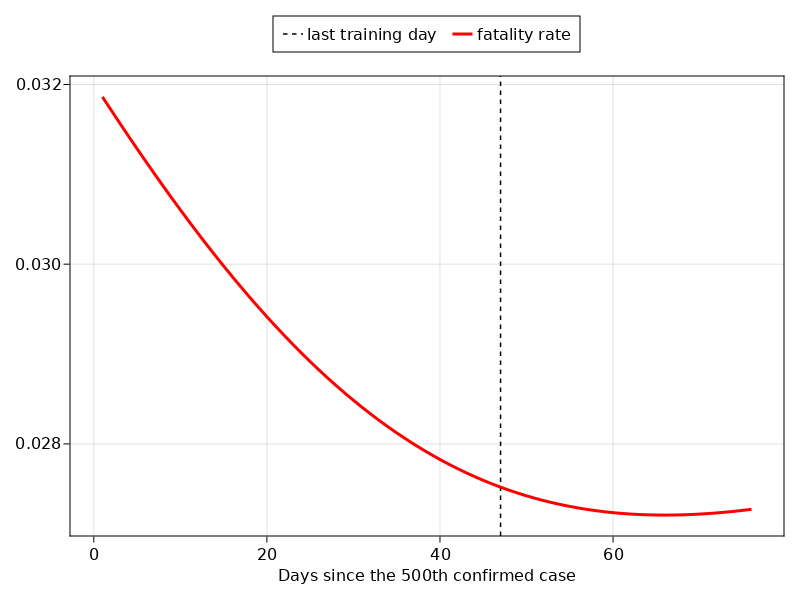 last training day fatality rate
0.032
0.030
0.028
0 20 40 60
Days since the 500th confirmed case